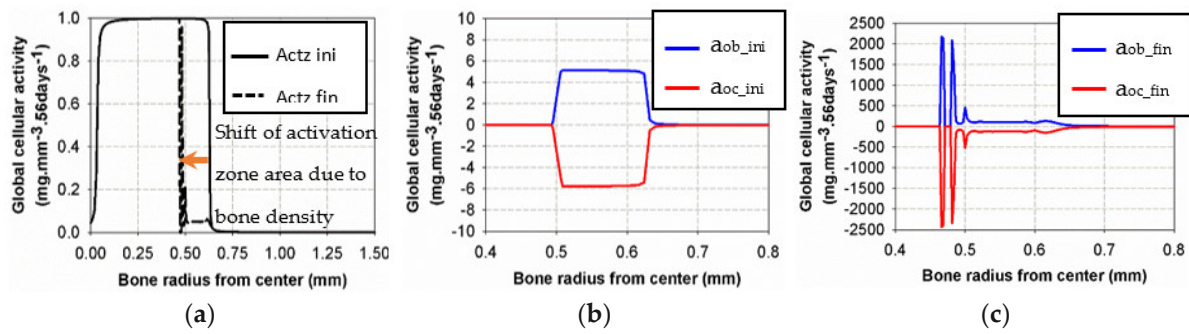 Global cellular activity
(mg.mm-3.56days-1)
1.0
0.8
0.6
0.4
0.2
0.0
Actz ini
Actz fin
Shift of activation
zone area due to
bone density
0.00 0.25 0.50 0.75 1.00 1.25 1.50
Bone radius from center (mm)
(a)
Global cellular activity
(mg.mm-3.56days-1)
10
8
6
4
2
0
-2
-4
-6
-8
-10
aob_ini
aoc_ini
0.4 0.5 0.6 0.7 0.8
Bone radius from center (mm)
(b)
Global cellular activity
(mg.mm-3.56days-1)
2500
2000
1500
1000
500
0
-500
-1000
-1500
-2000
-2500
aob_fin
aoc_fin
0.4 0.5 0.6 0.7 0.8
Bone radius from center (mm)
(c)